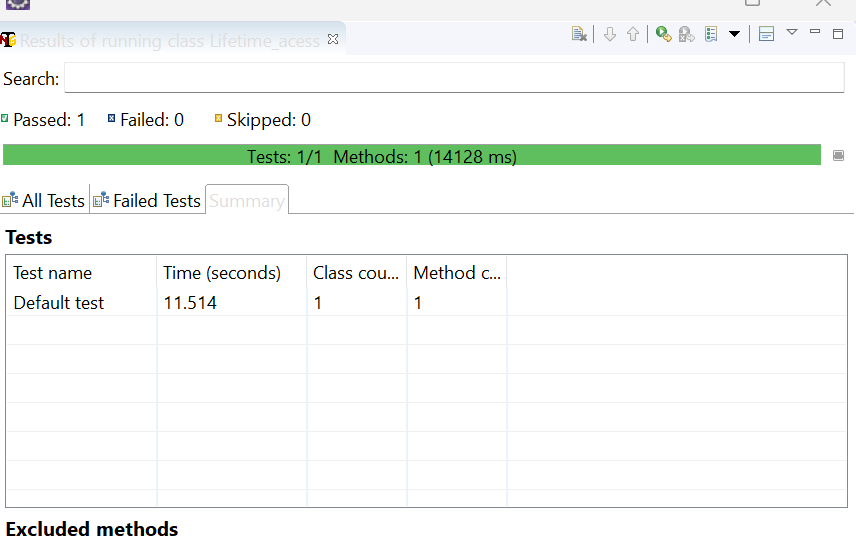 Results of running class Lifetime_acess
Search:
Passed: 1 Failed: 0 Skipped: 0
Tests: 1/1 Methods: 1 (14128 ms)
All Tests Failed Tests Summary
Tests
Test name Time (seconds) Class cou... Method c...
Default test 11.514 1 1
Excluded methods